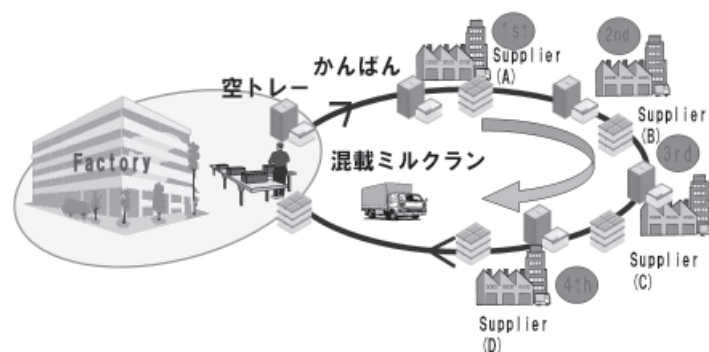 1st
2nd
Supplier
(A)
かんばん
空トレー
Supplier
(B)
Factory
混載ミルクラン
3rd
Supplier
(C)
4th
Supplier
(D)